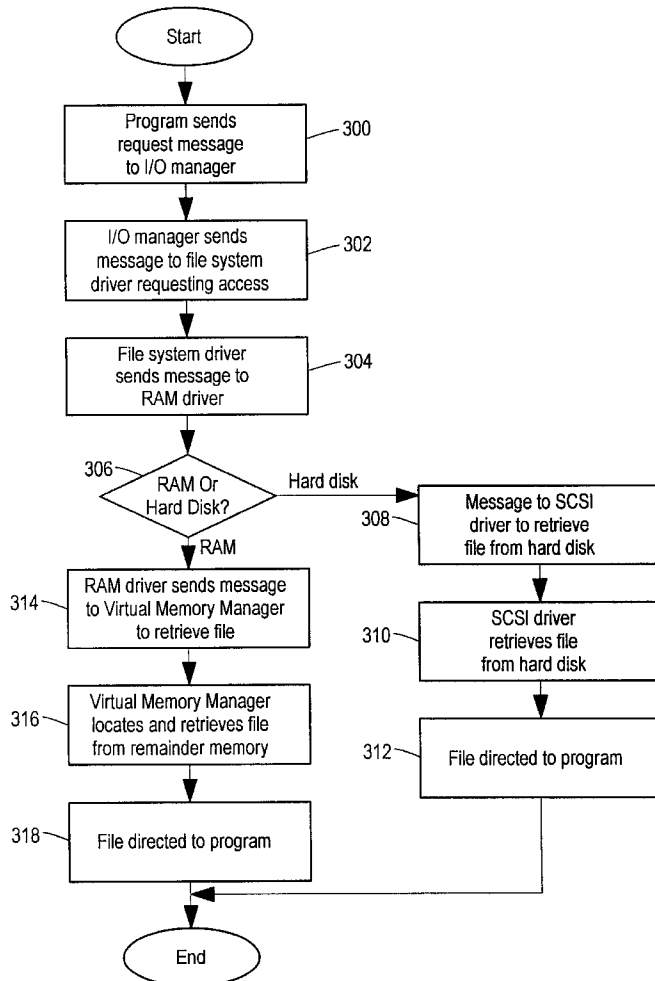 Start
Program sends
request message
to I/O manager
300
I/O manager sends
message to file system
driver requesting access
302
File system driver
sends message to
RAM driver
304
306
RAM Or
Hard Disk?
Hard disk
RAM
308
Message to SCSI
driver to retrieve
file from hard disk
314
RAM driver sends message
to Virtual Memory Manager
to retrieve file
310
SCSI driver
retrieves file
from hard disk
316
Virtual Memory Manager
locates and retrieves file
from remainder memory
312
File directed to program
318
File directed to program
End